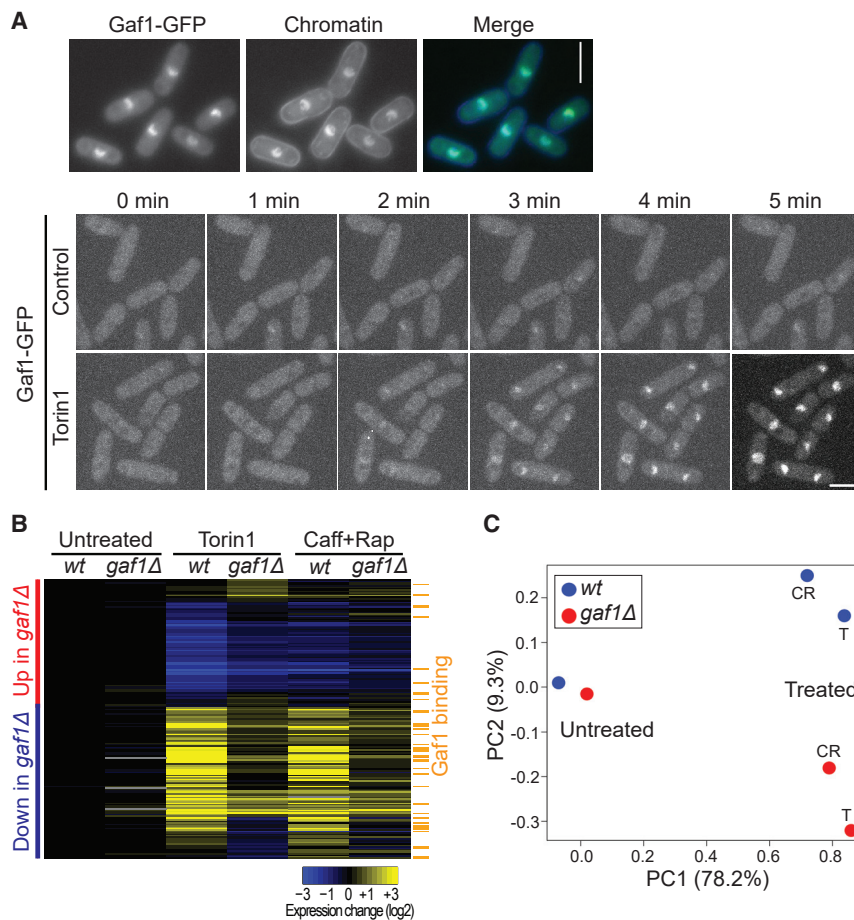 A
Gaf1-GFP Chromatin Merge
0 min 1 min 2 min 3 min 4 min 5 min
Gaf1-GFP
Control
Torin1
B
Untreated Torin1 Caff+Rap
wt gaf1Δ wt gaf1Δ wt gaf1Δ
Up in gaf1Δ
Down in gaf1Δ
Gaf1 binding
−3 −1 0 +1 +3
Expression change (log2)
C
wt
gaf1Δ
CR
T
Treated
Untreated
CR
T
PC2 (9.3%)
0.2
0.1
0.0
-0.1
-0.2
-0.3
0.0 0.2 0.4 0.6 0.8
PC1 (78.2%)